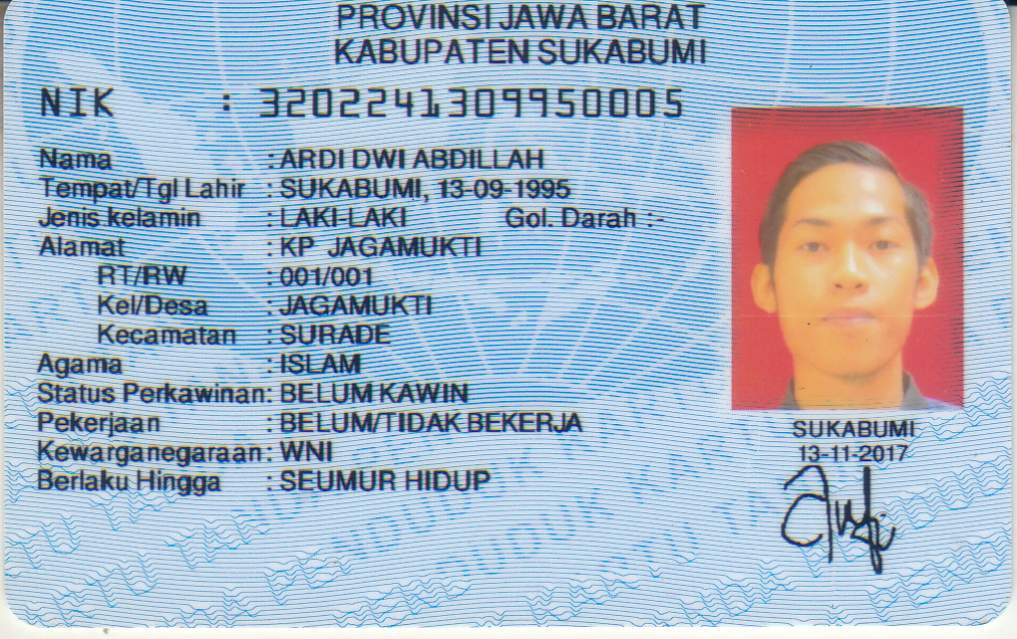 PROVINSI JAWA BARAT
KABUPATEN SUKABUMI
NIK : 3202241309950005
Nama : ARDI DWI ABDILLAH
Tempat/Tgl Lahir : SUKABUMI, 13-09-1995
Jenis kelamin : LAKI-LAKI Gol. Darah : -
Alamat : KP JAGAMUKTI
RT/RW : 001/001
Kel/Desa : JAGAMUKTI
Kecamatan : SURADE
Agama : ISLAM
Status Perkawinan: BELUM KAWIN
Pekerjaan : BELUM/TIDAK BEKERJA
Kewarganegaraan: WNI
Berlaku Hingga : SEUMUR HIDUP
SUKABUMI
13-11-2017